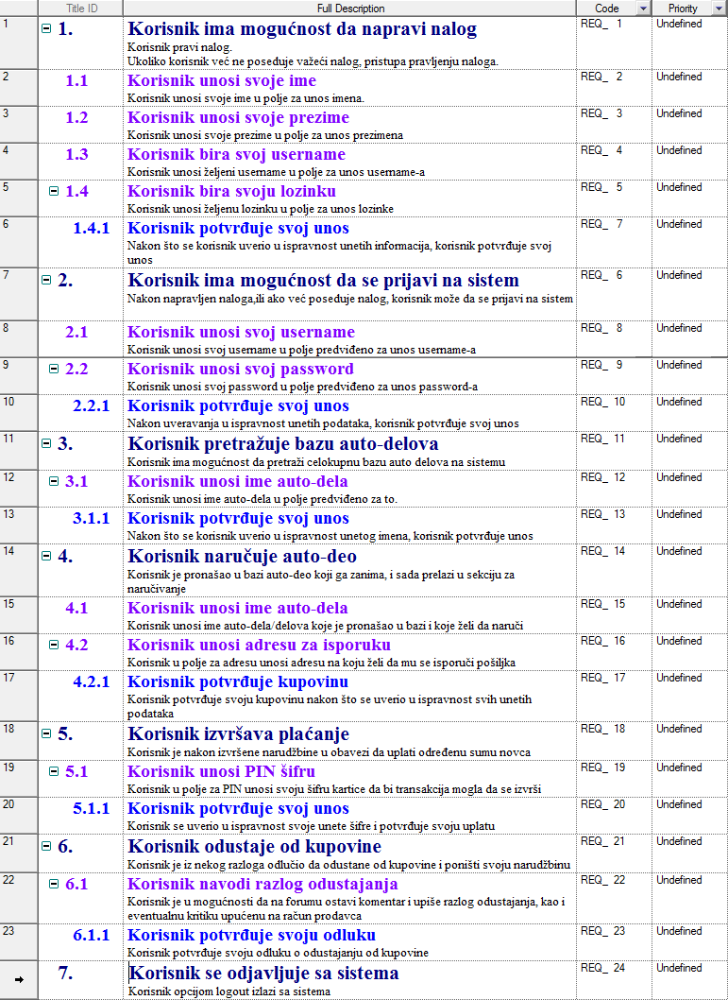 Title ID Full Description Code Priority
1 1. Korisnik ima mogućnost da napravi nalog REQ_ 1 Undefined
Korisnik pravi nalog.
Ukoliko korisnik već ne poseduje važeći nalog, pristupa pravljenju naloga.
2 1.1 Korisnik unosi svoje ime REQ_ 2 Undefined
Korisnik unosi svoje ime u polje za unos imena.
3 1.2 Korisnik unosi svoje prezime REQ_ 3 Undefined
Korisnik unosi svoje prezime u polje za unos prezimena
4 1.3 Korisnik bira svoj username REQ_ 4 Undefined
Korisnik unosi željeni username u polje za unos username-a
5 1.4 Korisnik bira svoju lozinku REQ_ 5 Undefined
Korisnik unosi željenu lozinku u polje za unos lozinke
6 1.4.1 Korisnik potvrđuje svoj unos REQ_ 7 Undefined
Nakon što se korisnik uverio u ispravnost unetih informacija, korisnik potvrđuje svoj
unos
7 2. Korisnik ima mogućnost da se prijavi na sistem REQ_ 6 Undefined
Nakon napravljen naloga,ili ako već poseduje nalog, korisnik može da se prijavi na sistem
8 2.1 Korisnik unosi svoj username REQ_ 8 Undefined
Korisnik unosi svoj username u polje predviđeno za unos username-a
9 2.2 Korisnik unosi svoj password REQ_ 9 Undefined
Korisnik unosi svoj password u polje predviđeno za unos password-a
10 2.2.1 Korisnik potvrđuje svoj unos REQ_ 10 Undefined
Nakon uveravanja u ispravnost unetih podataka, korisnik potvrđuje svoj unos
11 3. Korisnik pretražuje bazu auto-delova REQ_ 11 Undefined
Korisnik ima mogućnost da pretraži celokupnu bazu auto delova na sistemu
12 3.1 Korisnik unosi ime auto-dela REQ_ 12 Undefined
Korisnik unosi ime auto-dela u polje predviđeno za to.
13 3.1.1 Korisnik potvrđuje svoj unos REQ_ 13 Undefined
Nakon što se korisnik uverio u ispravnost unetog imena, korisnik potvrđuje unos
14 4. Korisnik naručuje auto-deo REQ_ 14 Undefined
Korisnik je pronašao u bazi auto-deo koji ga zanima, i sada prelazi u sekciju za
naručivanje
15 4.1 Korisnik unosi ime auto-dela REQ_ 15 Undefined
Korisnik unosi ime auto-dela/delova koje je pronašao u bazi i koje želi da naruči
16 4.2 Korisnik unosi adresu za isporuku REQ_ 16 Undefined
Korisnik u polje za adresu unosi adresu na koju želi da mu se isporuči pošiljka
17 4.2.1 Korisnik potvrđuje kupovinu REQ_ 17 Undefined
Korisnik potvrđuje svoju kupovinu nakon što se uverio u ispravnost svih unetih
podataka
18 5. Korisnik izvršava plaćanje REQ_ 18 Undefined
Korisnik je nakon izvršene narudžbine u obavezi da uplati određenu sumu novca
19 5.1 Korisnik unosi PIN šifru REQ_ 19 Undefined
Korisnik u polje za PIN unosi svoju šifru kartice da bi transakcija mogla da se izvrši
20 5.1.1 Korisnik potvrđuje svoj unos REQ_ 20 Undefined
Korisnik se uverio u ispravnost svoje unete šifre i potvrđuje svoju uplatu
21 6. Korisnik odustaje od kupovine REQ_ 21 Undefined
Korisnik je iz nekog razloga odlučio da odustane od kupovine i poništi svoju narudžbinu
22 6.1 Korisnik navodi razlog odustajanja REQ_ 22 Undefined
Korisnik je u mogućnosti da na forumu ostavi komentar i upiše razlog odustajanja, kao i
eventualnu kritiku upućenu na račun prodavca
23 6.1.1 Korisnik potvrđuje svoju odluku REQ_ 23 Undefined
Korisnik potvrđuje svoju odluku o odustajanju od kupovine
7. Korisnik se odjavljuje sa sistema REQ_ 24 Undefined
Korisnik opcijom logout izlazi sa sistema